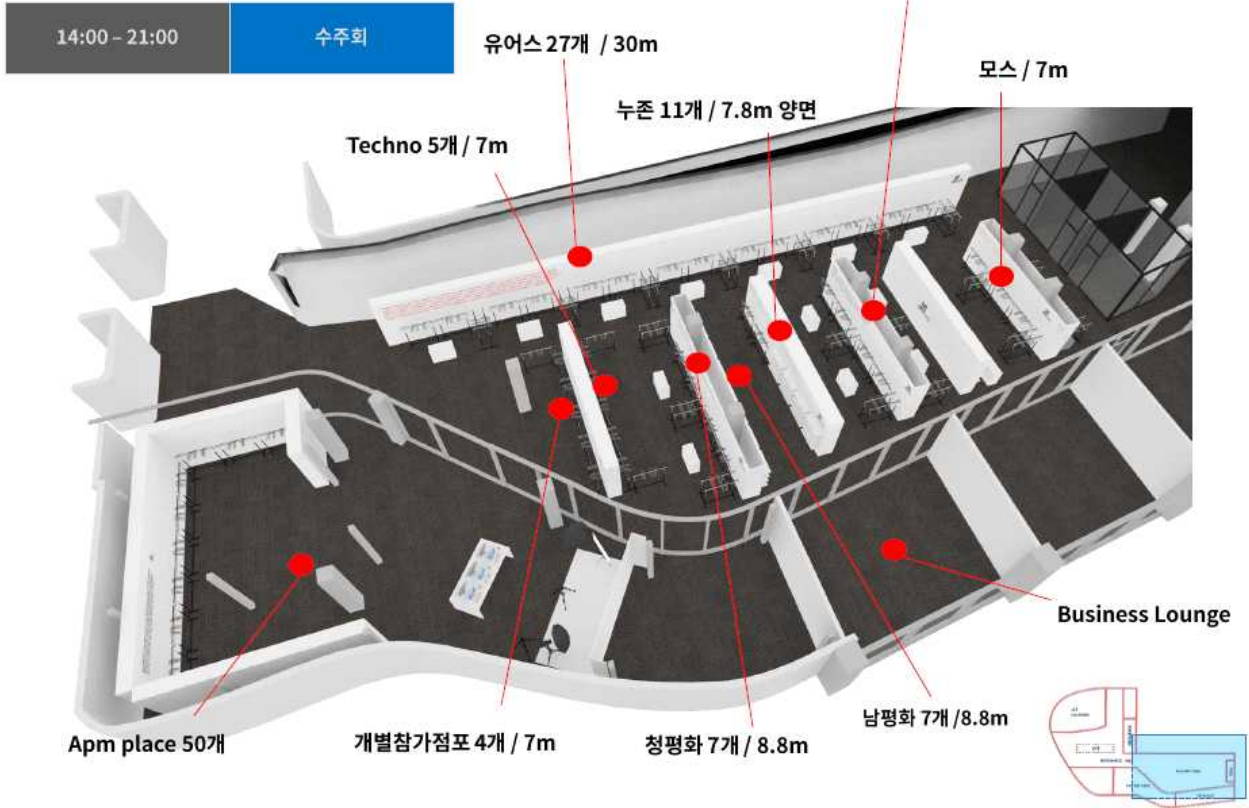 14:00 – 21:00
수주회
유어스 27개 / 30m
모스 / 7m
누존 11개 / 7.8m 양면
Techno 5개 / 7m
Business Lounge
남평화 7개 /8.8m
Apm place 50개
개별참가점포 4개 / 7m
청평화 7개 / 8.8m